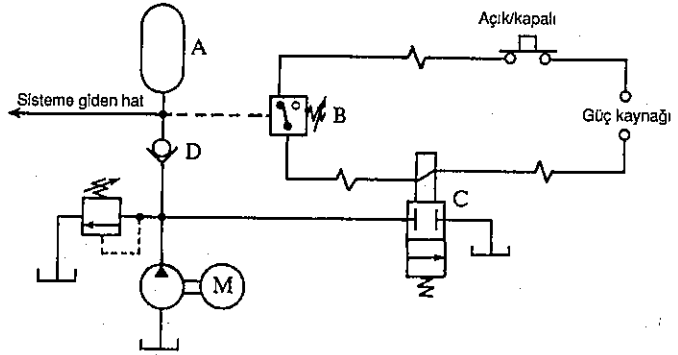 Açık/kapalı
A
Sisteme giden hat
B
Güç kaynağı
D
C
M